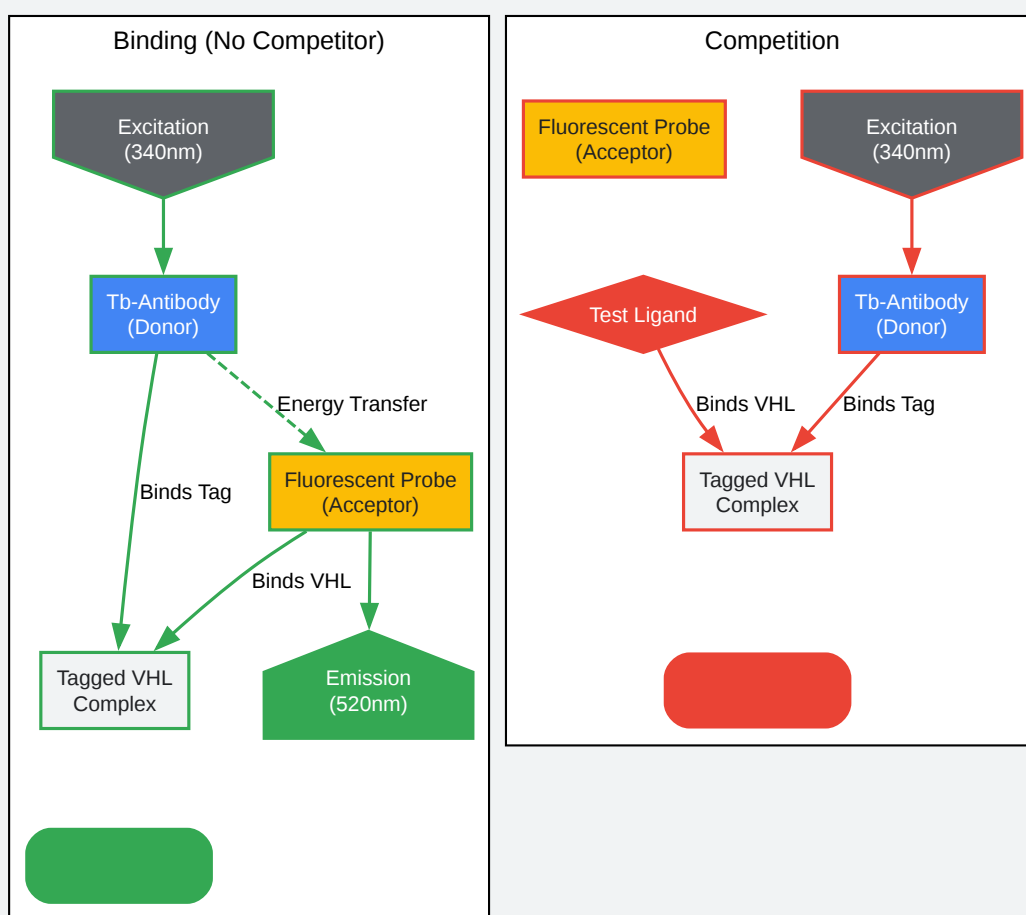 Binding (No Competitor)
Excitation
(340nm)
Tb-Antibody
(Donor)
Energy Transfer
Fluorescent Probe
(Acceptor)
Binds Tag
Binds VHL
Tagged VHL
Complex
Emission
(520nm)
Competition
Fluorescent Probe
(Acceptor)
Excitation
(340nm)
Test Ligand
Tb-Antibody
(Donor)
Binds VHL
Binds Tag
Tagged VHL
Complex